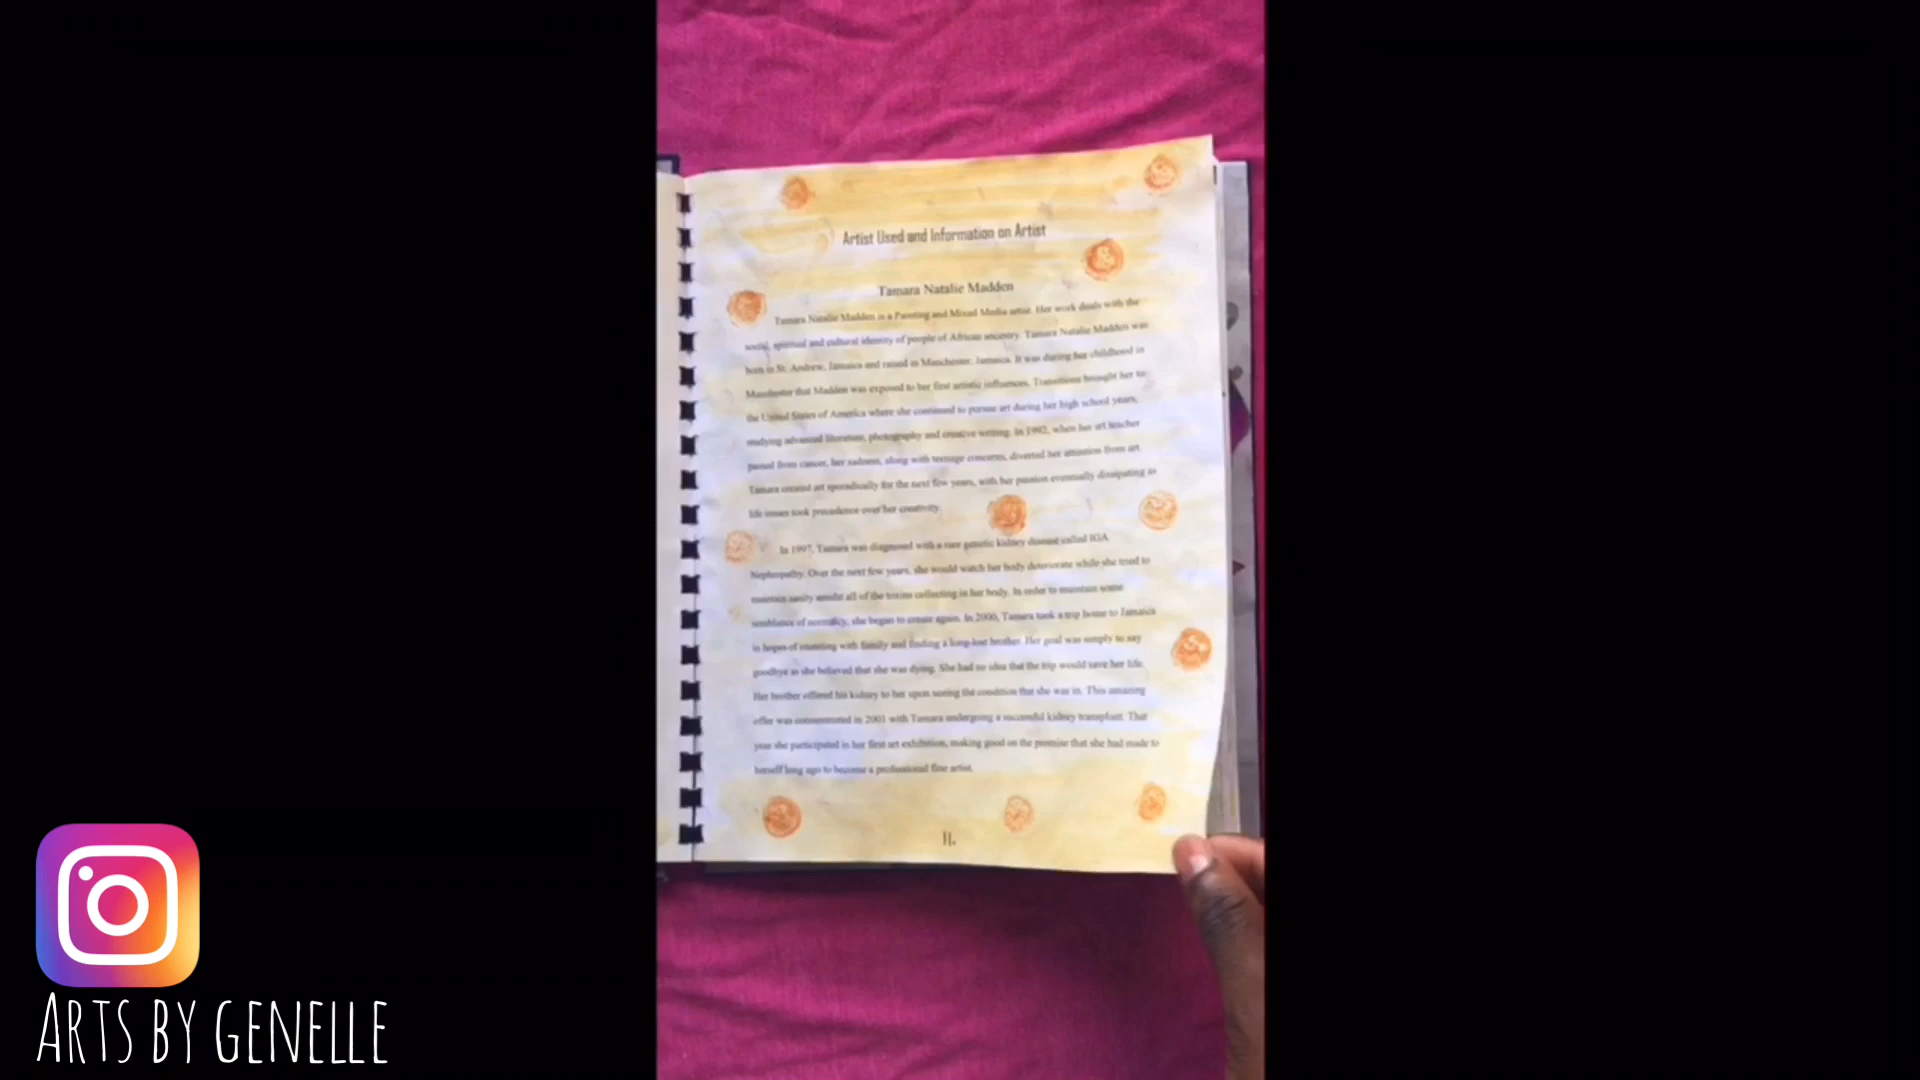 Artist Used and Information on Artist
Tamara Natalie Madden
Tamara Natalie Madden is a Painting and Mixed Media artist. Her work deals with the
social, spiritual and cultural identity of people of African ancestry. Tamara Natalie Madden was
born in St. Andrew, Jamaica and raised in Manchester, Jamaica. It was during her childhood in
Manchester that Madden was exposed to her first artistic influences. Transitions brought her to
the United States of America where she continued to pursue art during her high school years,
studying advanced literature, photography and creative writing. In 1992, when her art teacher
passed from cancer, her sadness, along with teenage concerns, diverted her attention from art.
Tamara created art sporadically for the next few years, with her passion eventually dissipating as
life issues took precedence over her creativity.
In 1997, Tamara was diagnosed with a rare genetic kidney disease called IGA
Nephropathy. Over the next few years, she would watch her body deteriorate while she tried to
maintain sanity amidst all of the toxins collecting in her body. In order to maintain some
semblance of normalcy, she began to create again. In 2000, Tamara took a trip home to Jamaica
in hopes of reuniting with family and finding a long-lost brother. Her goal was simply to say
goodbye as she believed that she was dying. She had no idea that the trip would save her life.
Her brother offered his kidney to her upon seeing the condition that she was in. This amazing
offer was consummated in 2001 with Tamara undergoing a successful kidney transplant. That
year she participated in her first art exhibition, making good on the promise that she had made to
herself long ago to become a professional fine artist.
11.
ARTS BY GENELLE